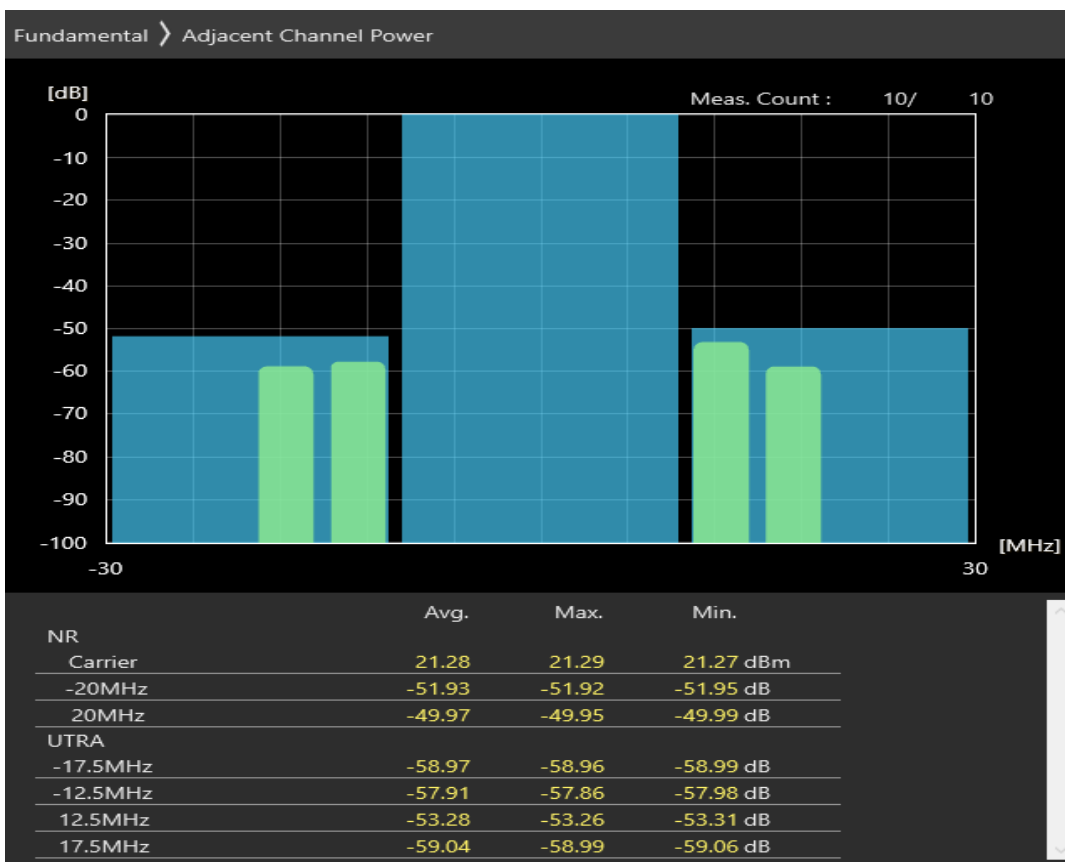 Fundamental ❯ Adjacent Channel Power
[dB]
Meas. Count : 10/ 10
0
-10
-20
-30
-40
-50
-60
-70
-80
-90
-100
[MHz]
-30 30
Avg. Max. Min.
NR
Carrier 21.28 21.29 21.27 dBm
-20MHz -51.93 -51.92 -51.95 dB
20MHz -49.97 -49.95 -49.99 dB
UTRA
-17.5MHz -58.97 -58.96 -58.99 dB
-12.5MHz -57.91 -57.86 -57.98 dB
12.5MHz -53.28 -53.26 -53.31 dB
17.5MHz -59.04 -58.99 -59.06 dB